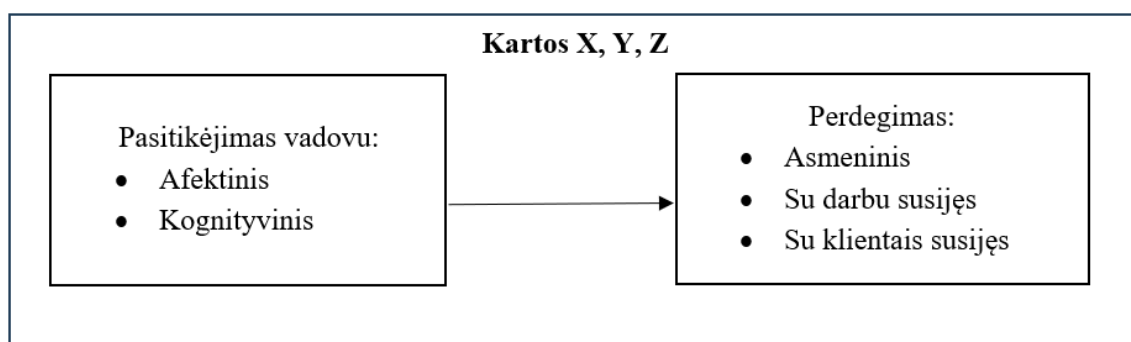 Kartos X, Y, Z
Pasitikėjimas vadovu:
• Afektinis
• Kognityvinis
Perdegimas:
• Asmeninis
• Su darbu susijęs
• Su klientais susijęs